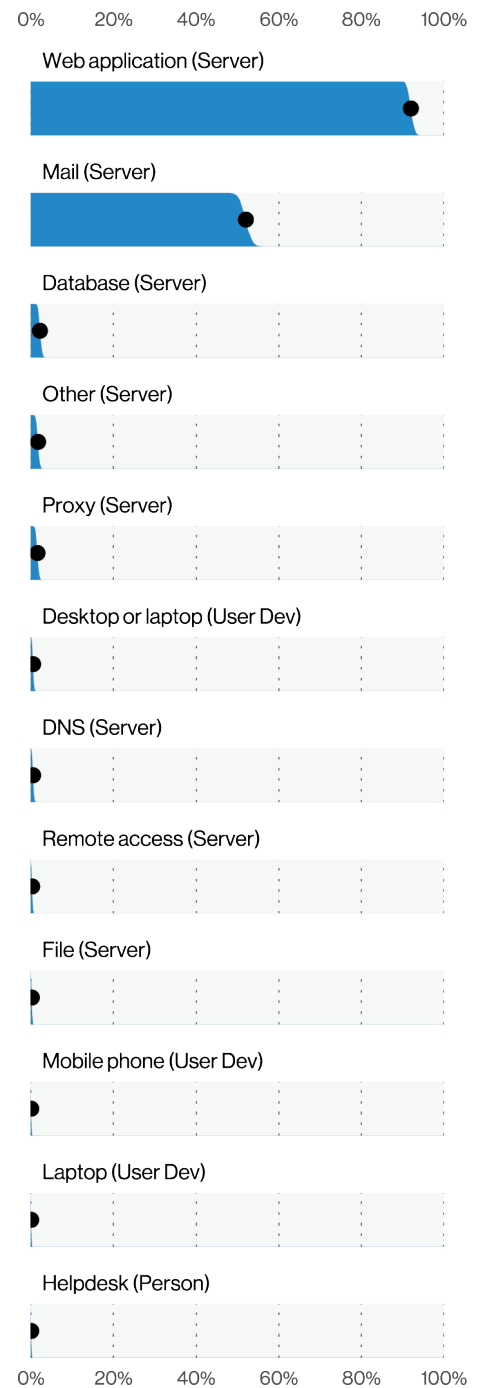 0% 20% 40% 60% 80% 100%
Web application (Server)
Mail (Server)
Database (Server)
Other (Server)
Proxy (Server)
Desktop or laptop (User Dev)
DNS (Server)
Remote access (Server)
File (Server)
Mobile phone (User Dev)
Laptop (User Dev)
Helpdesk (Person)
0% 20% 40% 60% 80% 100%